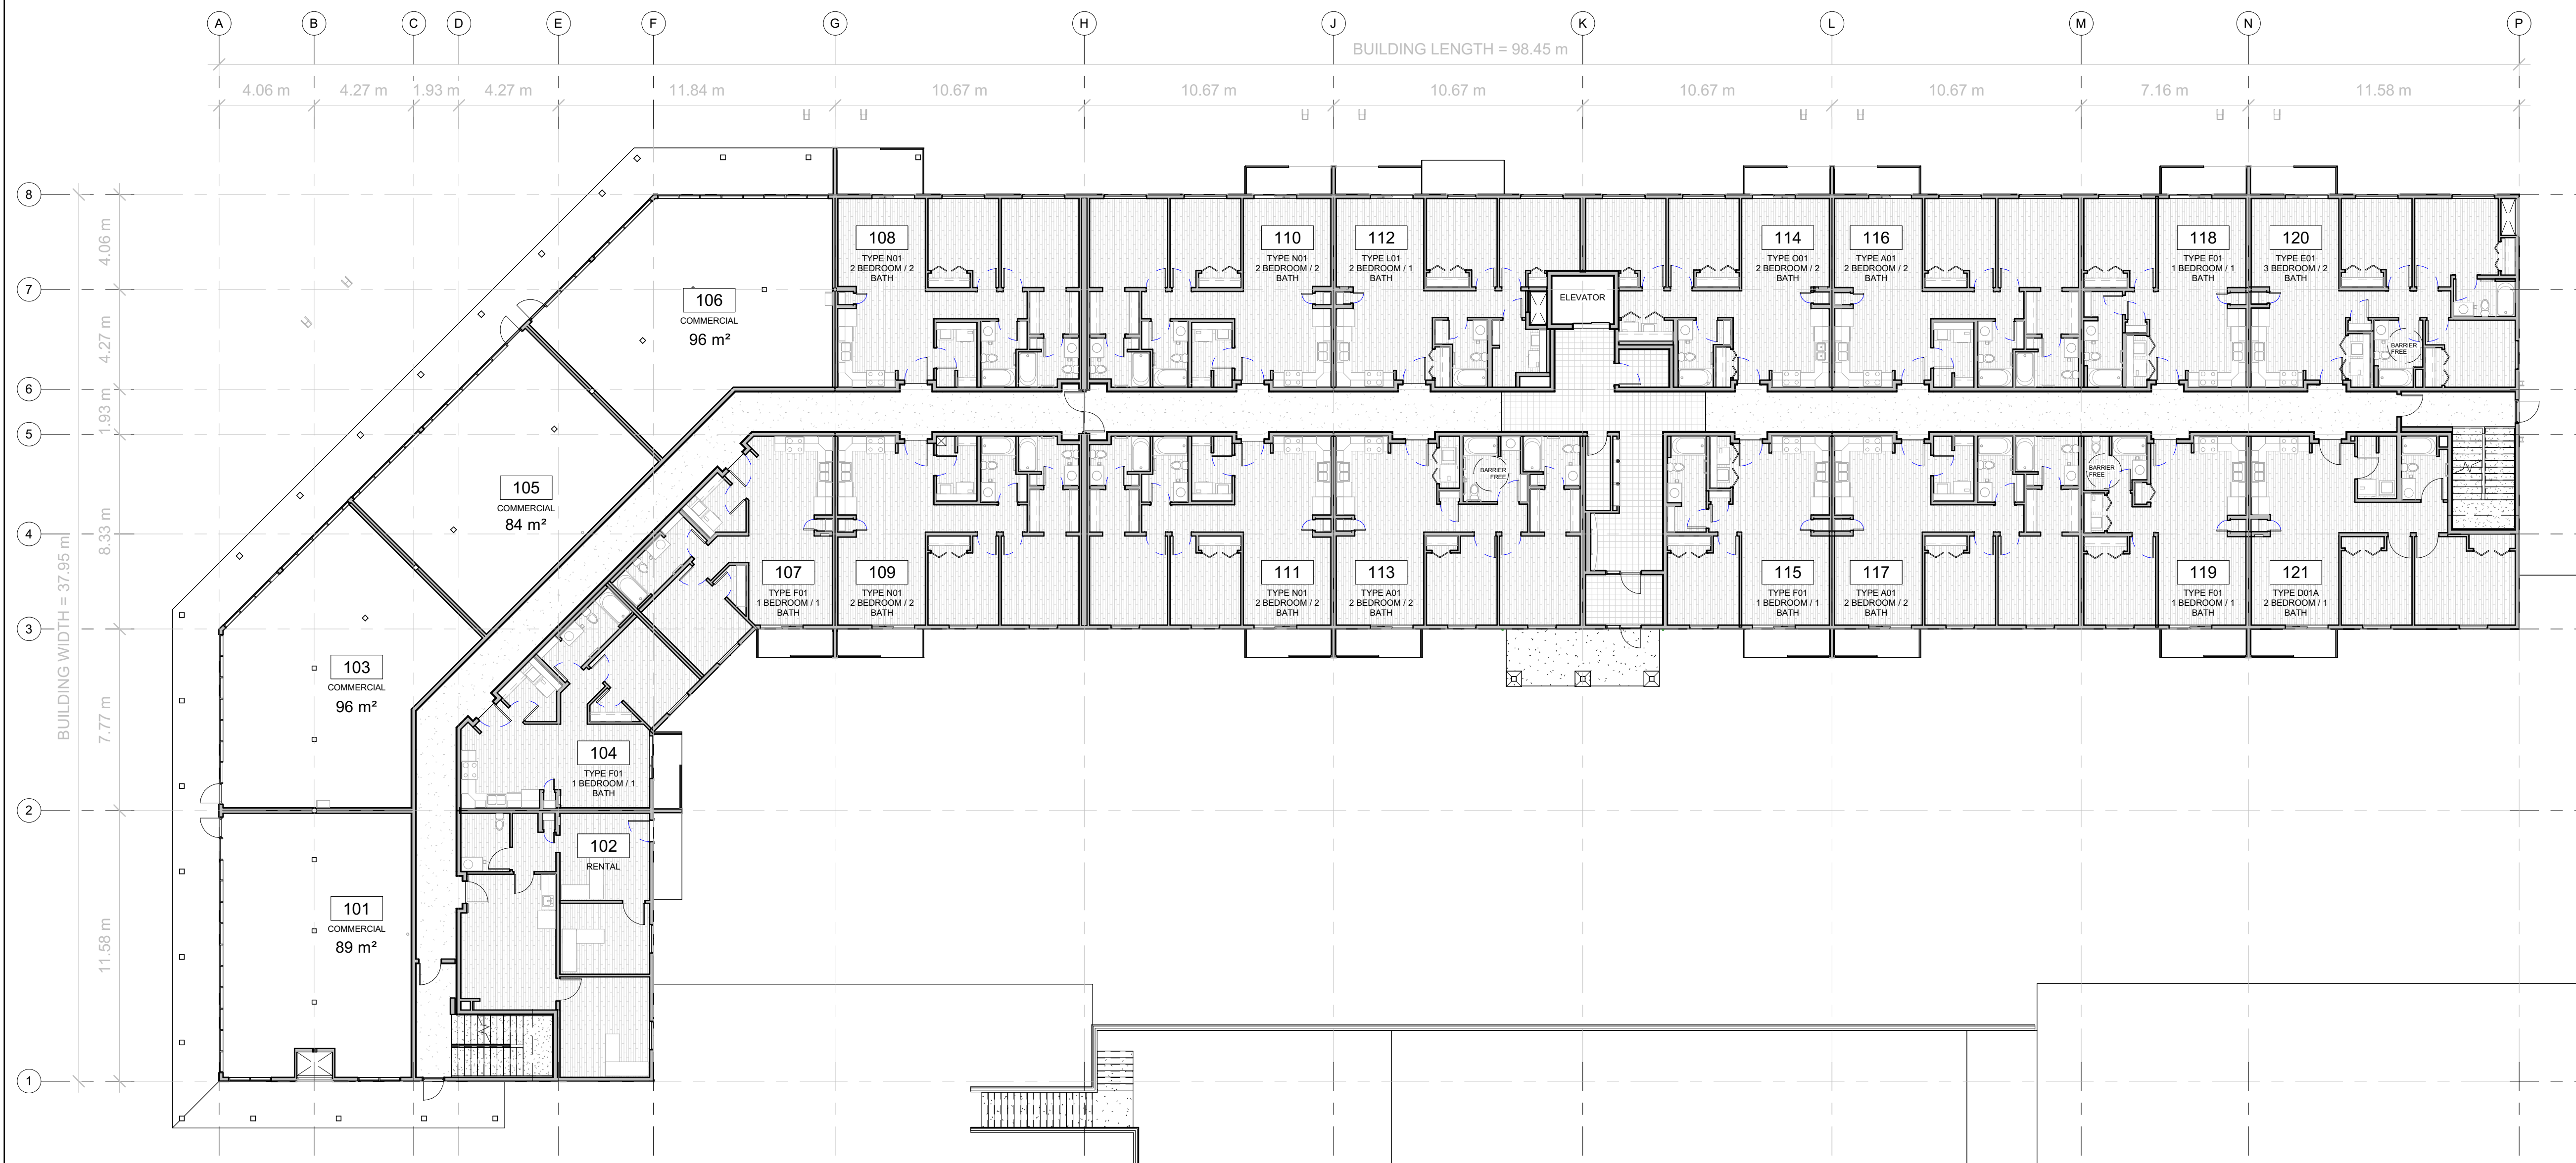 A B C D E F G H J K L M N P
BUILDING LENGTH = 98.45 m
4.06 m 4.27 m 1.93 m 4.27 m 11.84 m 10.67 m 10.67 m 10.67 m 10.67 m 10.67 m 7.16 m 11.58 m
8
7
6
5
4
3
2
1
4.06 m
4.27 m
1.93 m
8.33 m
7.77 m
11.58 m
BUILDING WIDTH = 37.95 m
108
TYPE N01
2 BEDROOM / 2
BATH
110
TYPE N01
2 BEDROOM / 2
BATH
112
TYPE L01
2 BEDROOM / 1
BATH
ELEVATOR
114
TYPE O01
2 BEDROOM / 2
BATH
116
TYPE A01
2 BEDROOM / 2
BATH
118
TYPE F01
1 BEDROOM / 1
BATH
120
TYPE E01
3 BEDROOM / 2
BATH
BARRIER
FREE
106
COMMERCIAL
96 m²
105
COMMERCIAL
84 m²
103
COMMERCIAL
96 m²
101
COMMERCIAL
89 m²
107
TYPE F01
1 BEDROOM / 1
BATH
109
TYPE N01
2 BEDROOM / 2
BATH
111
TYPE N01
2 BEDROOM / 2
BATH
113
TYPE A01
2 BEDROOM / 2
BATH
BARRIER
FREE
115
TYPE F01
1 BEDROOM / 1
BATH
117
TYPE A01
2 BEDROOM / 2
BATH
BARRIER
FREE
119
TYPE F01
1 BEDROOM / 1
BATH
121
TYPE D01A
2 BEDROOM / 1
BATH
104
TYPE F01
1 BEDROOM / 1
BATH
102
RENTAL